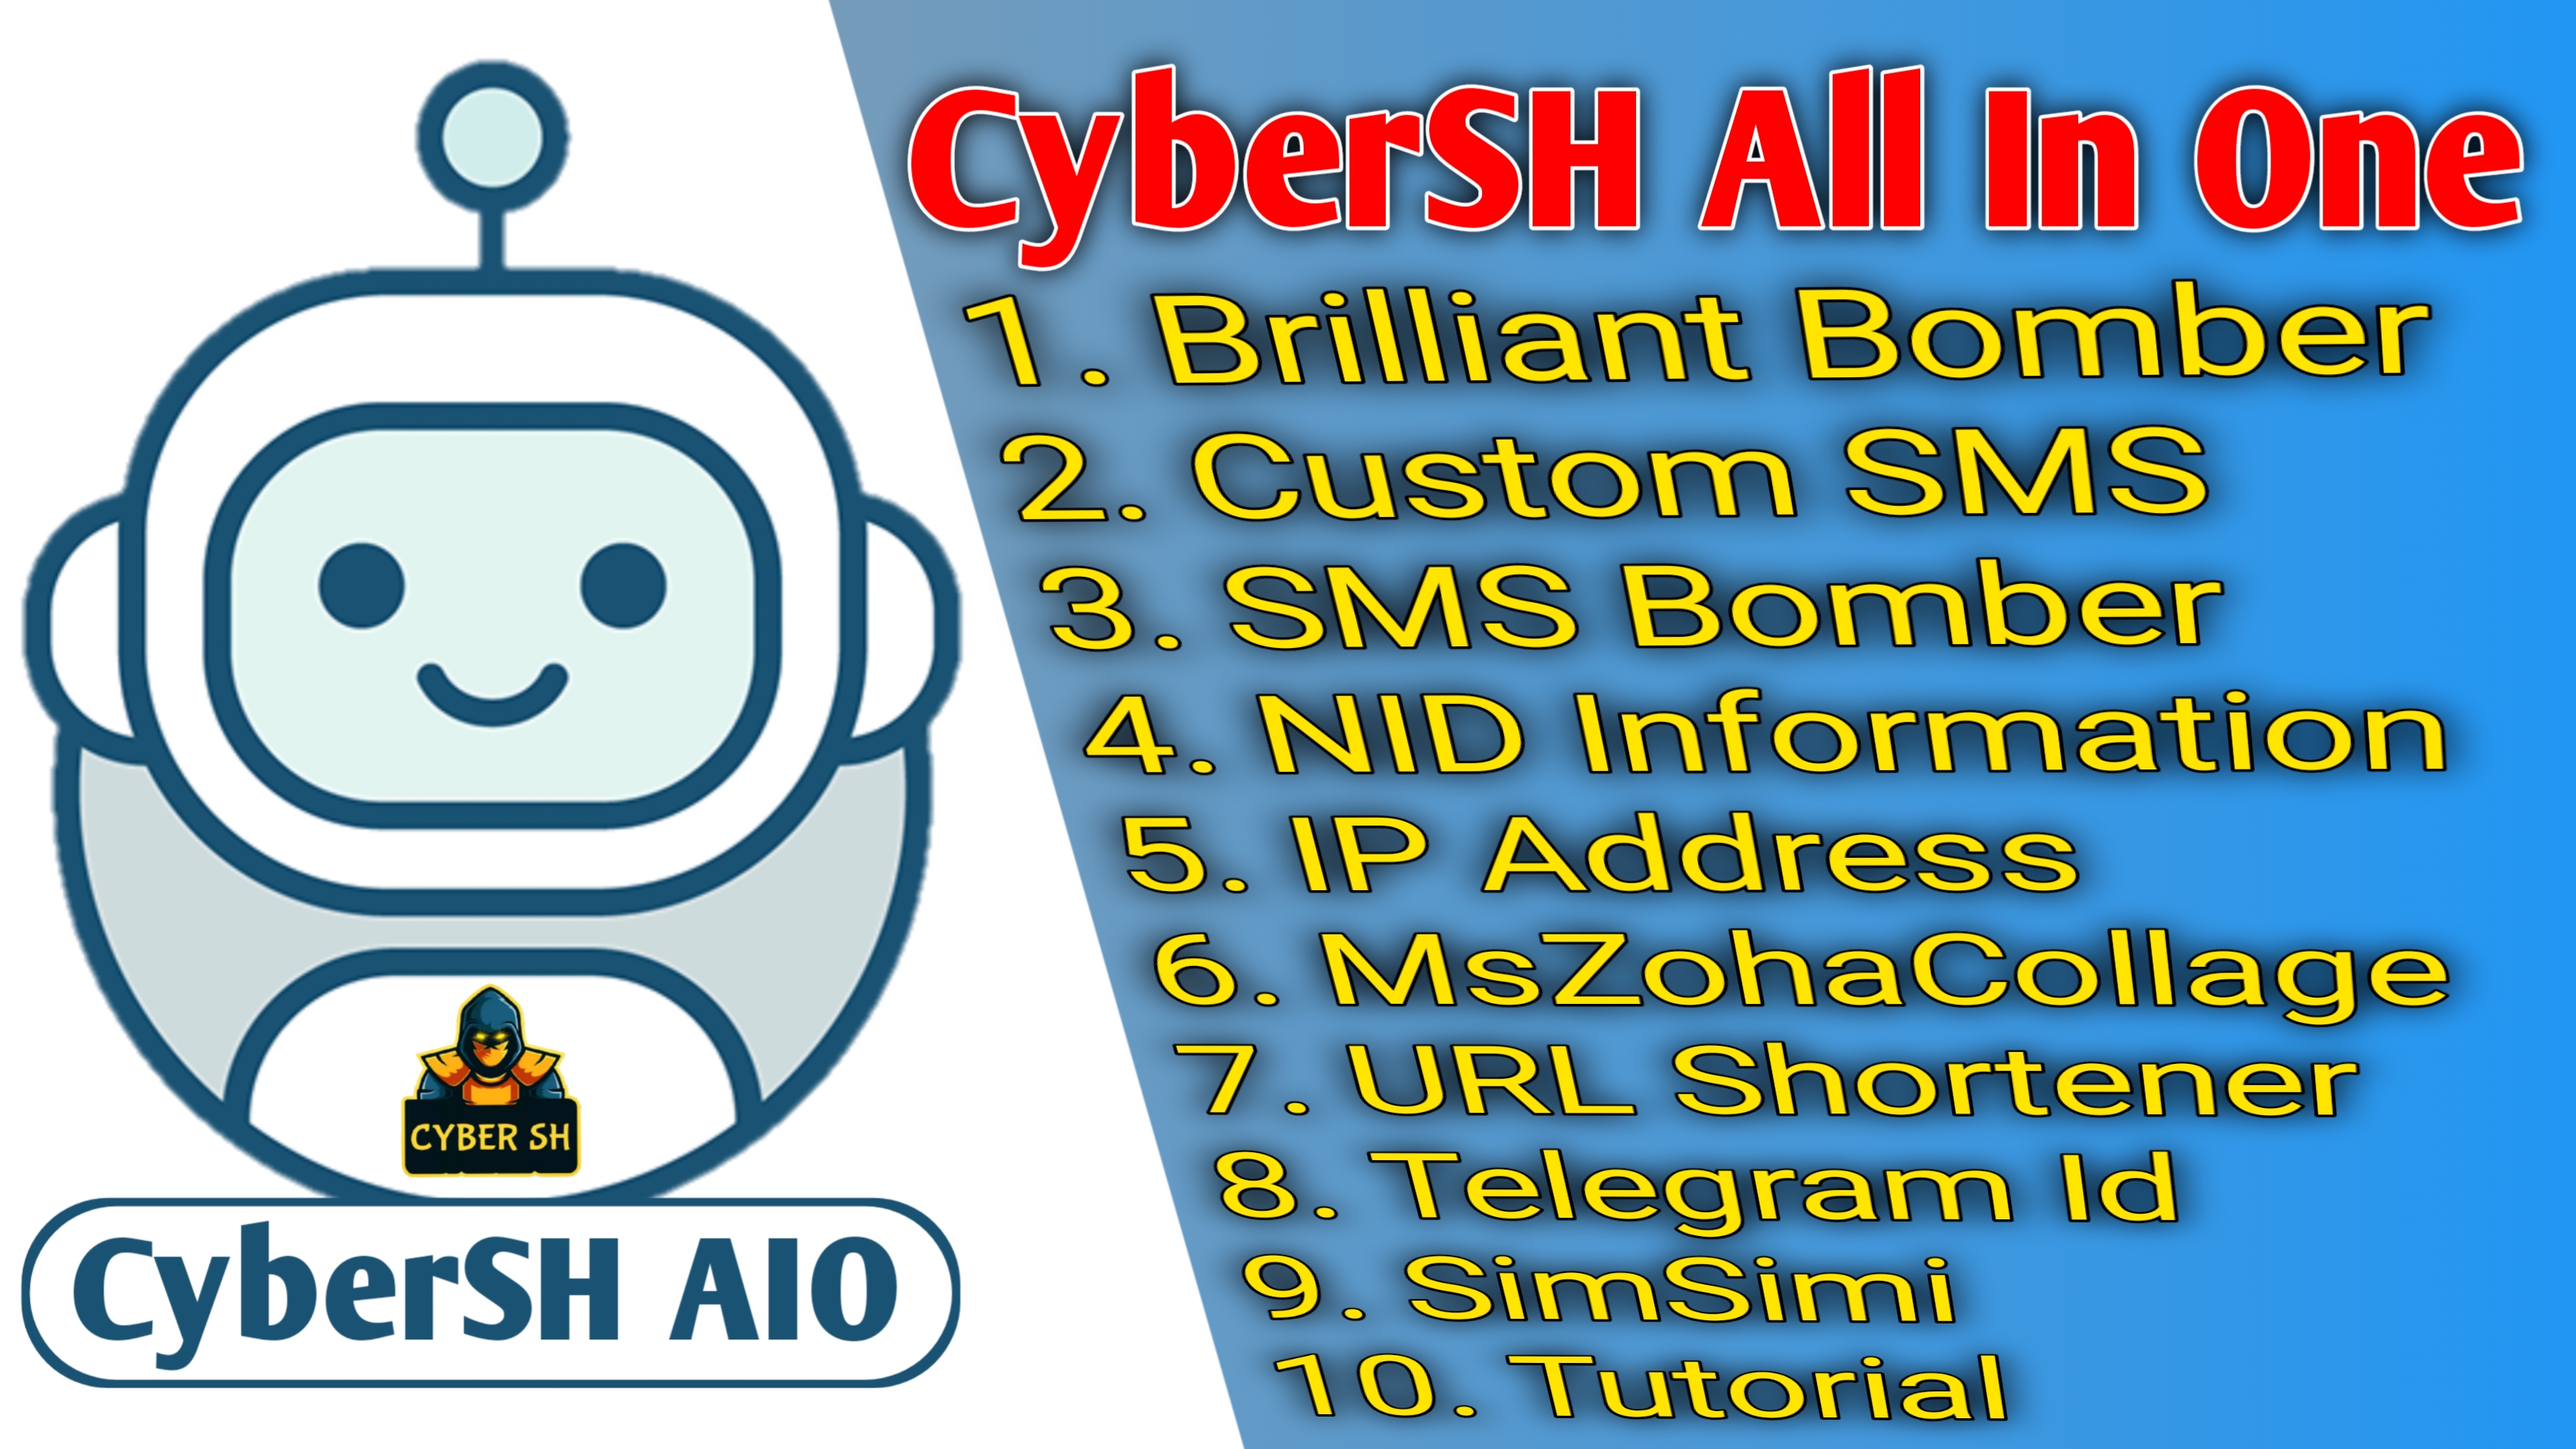 CyberSH All In One
1. Brilliant Bomber
2. Custom SMS
3. SMS Bomber
4. NID Information
5. IP Address
6. MsZohaCollage
7. URL Shortener
8. Telegram Id
9. SimSimi
10. Tutorial
CYBER SH
CyberSH AIO